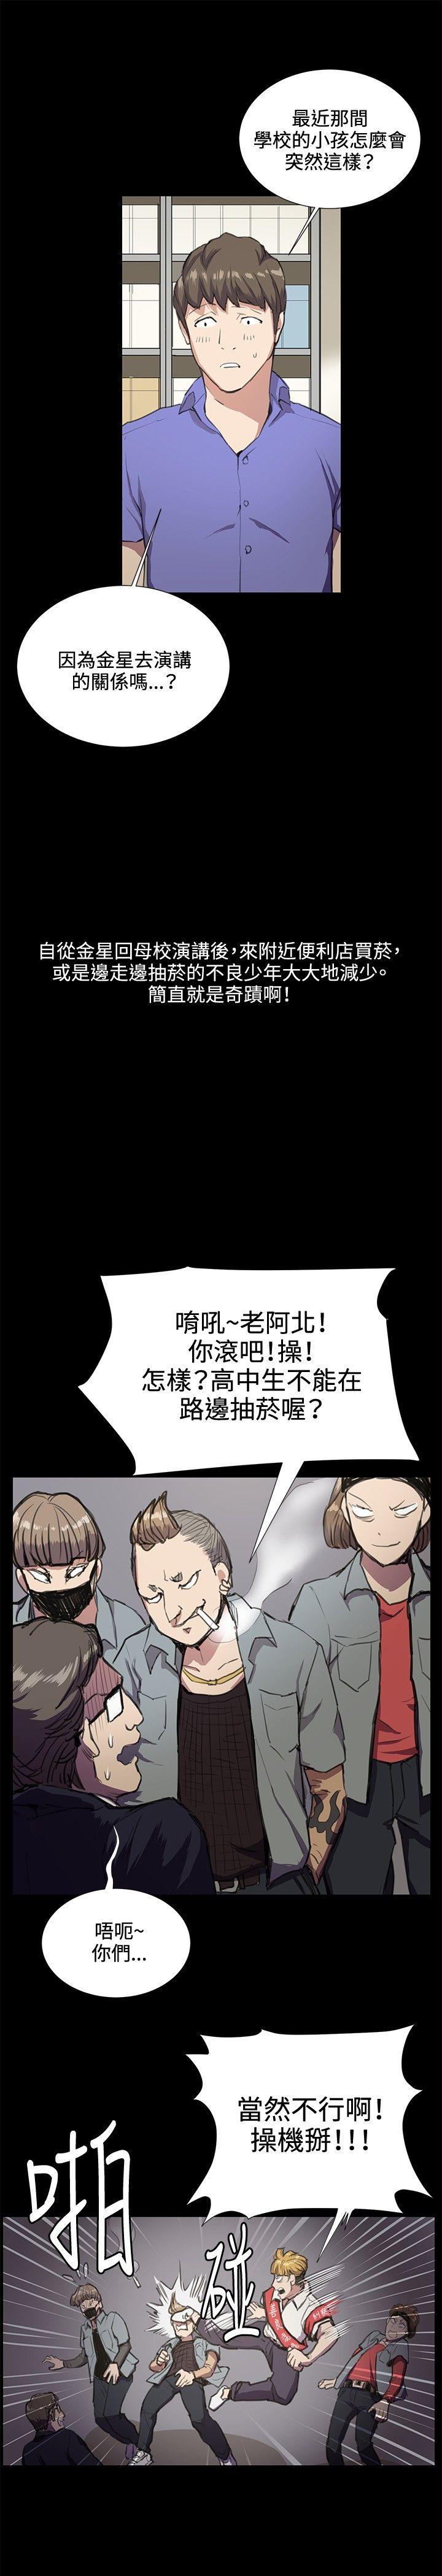 最近那間
學校的小孩怎麼會
突然這樣？
因為金星去演講
的關係嗎…？
自從金星回母校演講後，來附近便利店買菸，
或是邊走邊抽菸的不良少年大大地減少。
簡直就是奇蹟啊！
唷吼~老阿北！
你滾吧！操！
怎樣？高中生不能在
路邊抽菸喔？
唔呃~
你們…
當然不行啊！
操機掰！！！
啪
碰